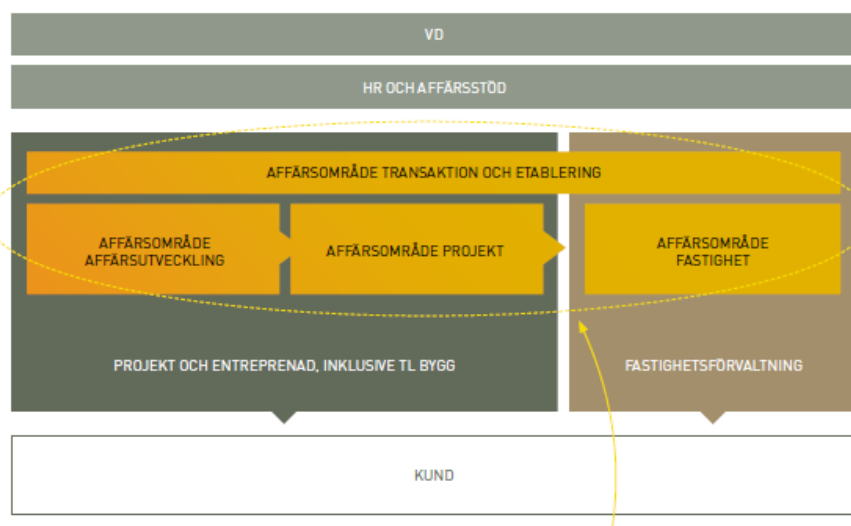 VD
HR OCH AFFÄRSSTÖD
AFFÄRSOMRÅDE TRANSAKTION OCH ETABLERING
AFFÄRSOMRÅDE
AFFÄRSUTVECKLING
AFFÄRSOMRÅDE PROJEKT
AFFÄRSOMRÅDE
FASTIGHET
PROJEKT OCH ENTREPRENAD, INKLUSIVE TL BYGG
FASTIGHETSFÖRVALTNING
KUND